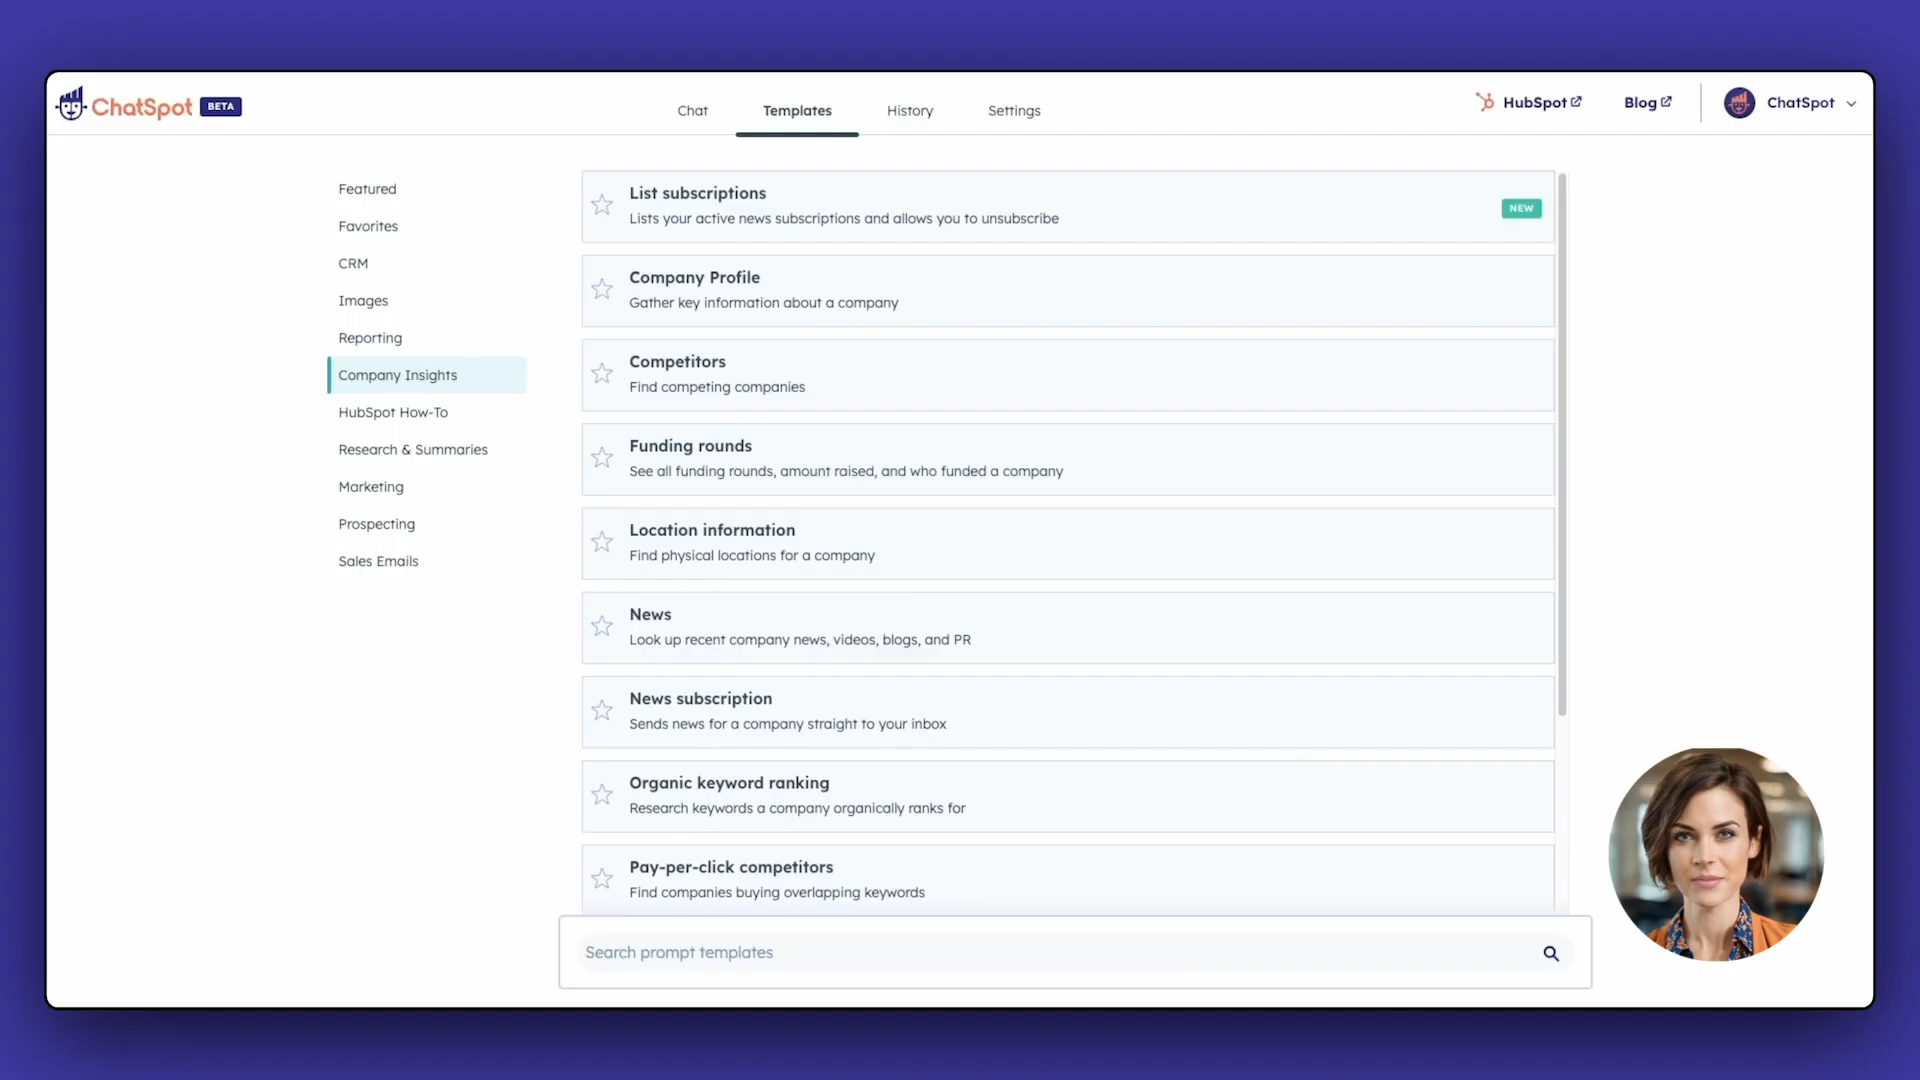 ChatSpot BETA
Chat
Templates
History
Settings
HubSpot
Blog
ChatSpot
Featured
Favorites
CRM
Images
Reporting
Company Insights
HubSpot How-To
Research & Summaries
Marketing
Prospecting
Sales Emails
List subscriptions
Lists your active news subscriptions and allows you to unsubscribe
NEW
Company Profile
Gather key information about a company
Competitors
Find competing companies
Funding rounds
See all funding rounds, amount raised, and who funded a company
Location information
Find physical locations for a company
News
Look up recent company news, videos, blogs, and PR
News subscription
Sends news for a company straight to your inbox
Organic keyword ranking
Research keywords a company organically ranks for
Pay-per-click competitors
Find companies buying overlapping keywords
Search prompt templates